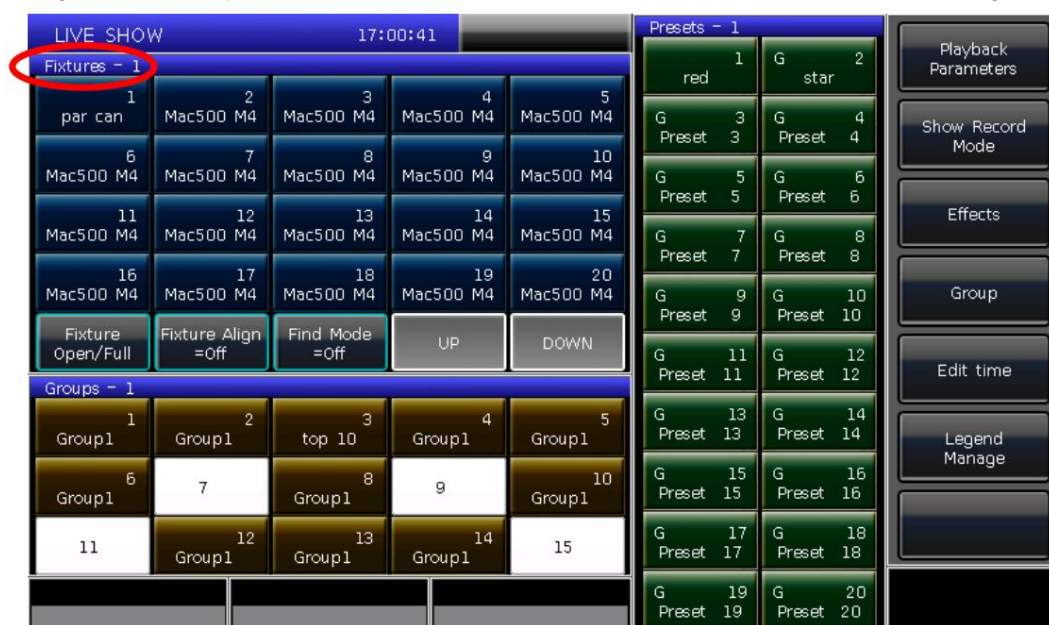 LIVE SHOW 17:00:41
Fixtures - 1
1
par can
2
Mac500 M4
3
Mac500 M4
4
Mac500 M4
5
Mac500 M4
6
Mac500 M4
7
Mac500 M4
8
Mac500 M4
9
Mac500 M4
10
Mac500 M4
11
Mac500 M4
12
Mac500 M4
13
Mac500 M4
14
Mac500 M4
15
Mac500 M4
16
Mac500 M4
17
Mac500 M4
18
Mac500 M4
19
Mac500 M4
20
Mac500 M4
Fixture
Open/Full
Fixture Align
=Off
Find Mode
=Off
UP
DOWN
Groups - 1
1
Group1
2
Group1
3
top 10
4
Group1
5
Group1
6
Group1
7
8
Group1
9
10
Group1
11
12
Group1
13
Group1
14
Group1
15
Presets - 1
1
red
G 2
star
G 3
Preset 3
G 4
Preset 4
G 5
Preset 5
G 6
Preset 6
G 7
Preset 7
G 8
Preset 8
G 9
Preset 9
G 10
Preset 10
G 11
Preset 11
G 12
Preset 12
G 13
Preset 13
G 14
Preset 14
G 15
Preset 15
G 16
Preset 16
G 17
Preset 17
G 18
Preset 18
G 19
Preset 19
G 20
Preset 20
Playback
Parameters
Show Record
Mode
Effects
Group
Edit time
Legend
Manage